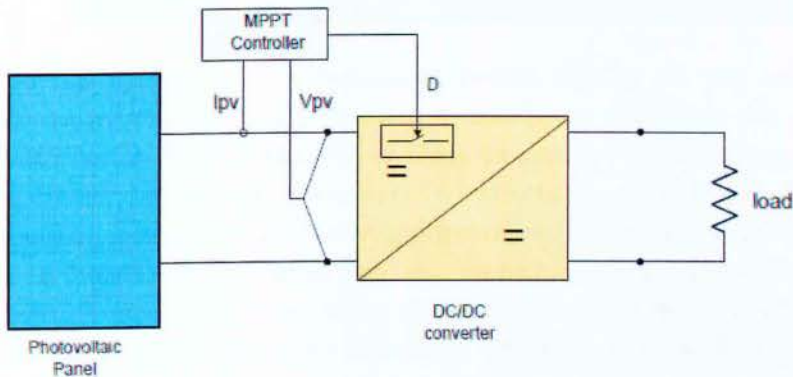 MPPT
Controller
Ipv
Vpv
D
=
=
load
DC/DC
converter
Photovoltaic
Panel